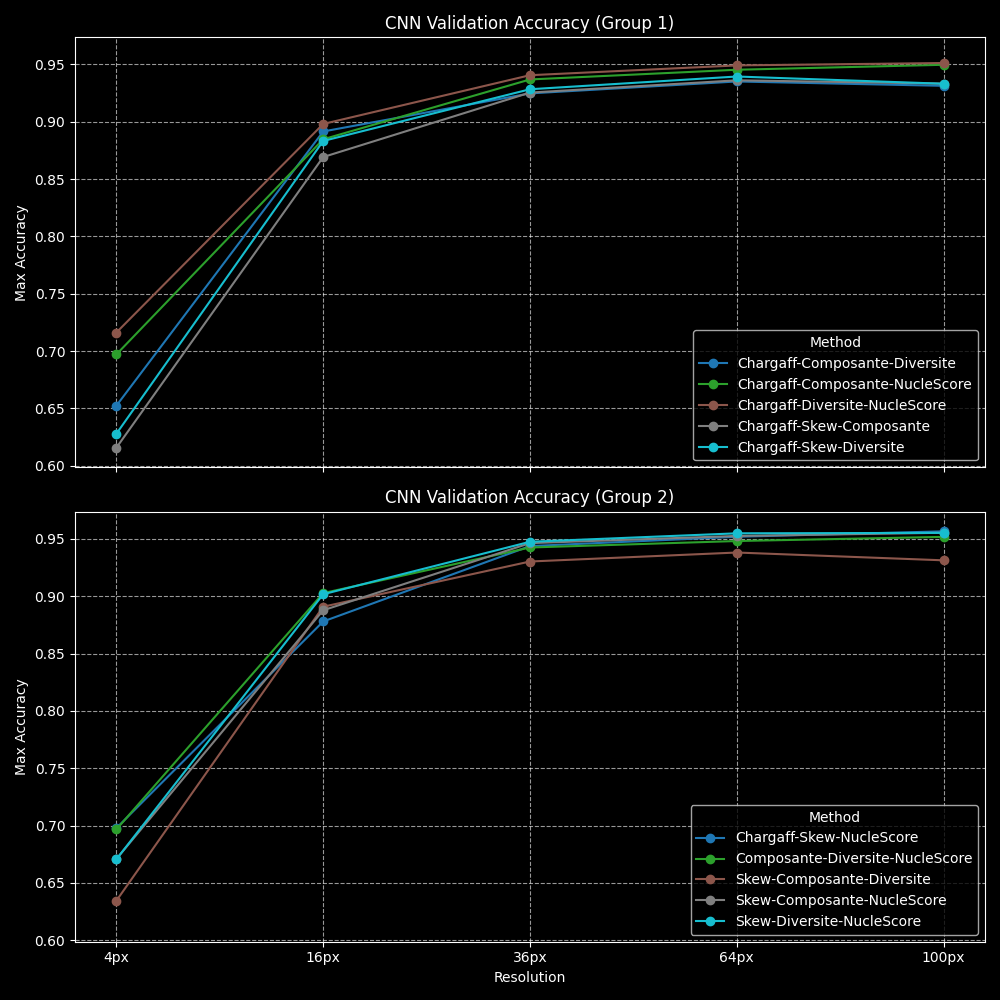 CNN Validation Accuracy (Group 1)
0.95
0.90
0.85
0.80
0.75
0.70
0.65
0.60
Max Accuracy
Method
Chargaff-Composante-Diversite
Chargaff-Composante-NucleScore
Chargaff-Diversite-NucleScore
Chargaff-Skew-Composante
Chargaff-Skew-Diversite
CNN Validation Accuracy (Group 2)
0.95
0.90
0.85
0.80
0.75
0.70
0.65
0.60
Max Accuracy
Method
Chargaff-Skew-NucleScore
Composante-Diversite-NucleScore
Skew-Composante-Diversite
Skew-Composante-NucleScore
Skew-Diversite-NucleScore
4px 16px 36px 64px 100px
Resolution